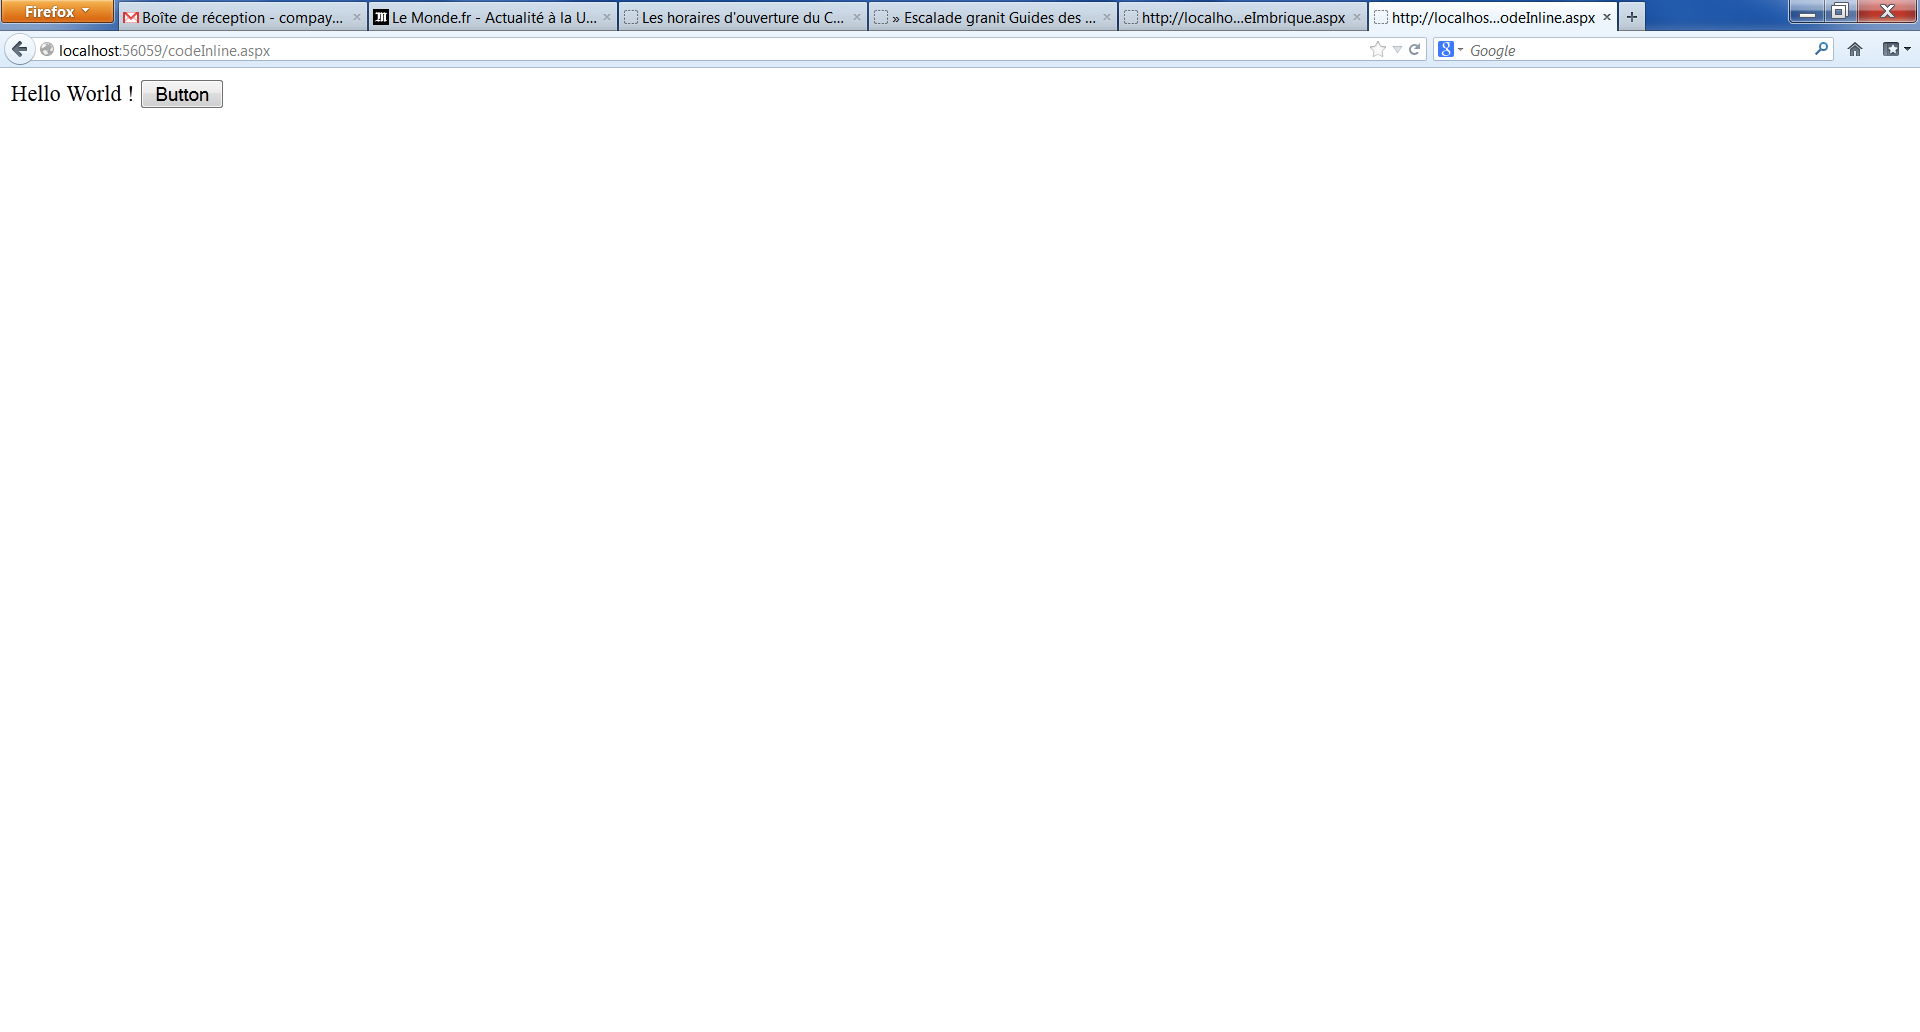 Firefox
Boîte de réception - compay...
Le Monde.fr - Actualité à la U...
Les horaires d'ouverture du C...
» Escalade granit Guides des ...
http://localho...eImbrique.aspx
http://localhos...odeInline.aspx
localhost:56059/codeInline.aspx
Google
Hello World ! Button